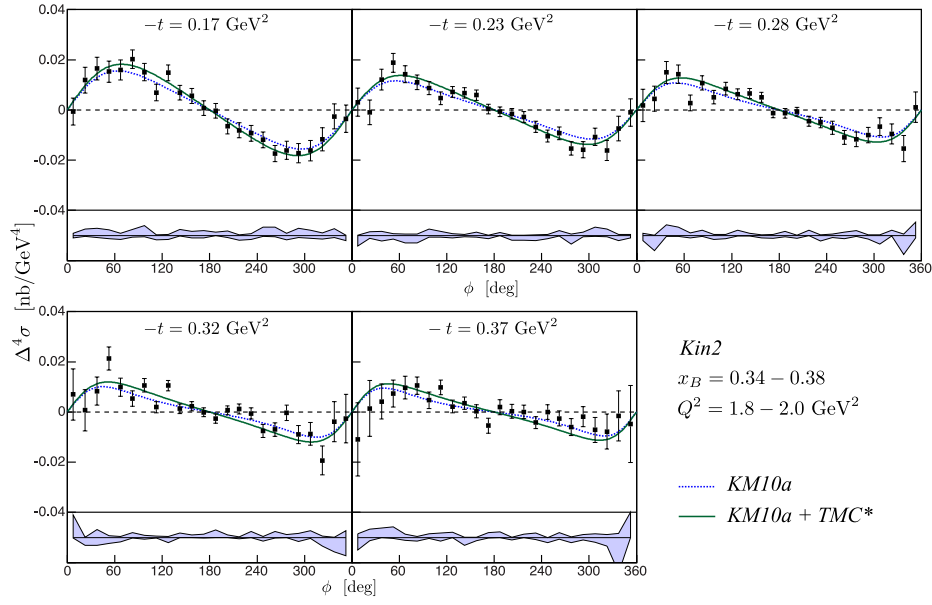 0.04
0.02
0
-0.02
-0.04
−t = 0.17 GeV²
−t = 0.23 GeV²
−t = 0.28 GeV²
0 60 120 180 240 300 0 60 120 180 240 300 0 60 120 180 240 300 360
ϕ [deg]
ϕ [deg]
Δ⁴σ [nb/GeV⁴]
0.04
0.02
0
-0.02
-0.04
−t = 0.32 GeV²
− t = 0.37 GeV²
0 60 120 180 240 300 0 60 120 180 240 300 360
ϕ [deg]
Kin2
x_B = 0.34 − 0.38
Q² = 1.8 − 2.0 GeV²
KM10a
KM10a + TMC*